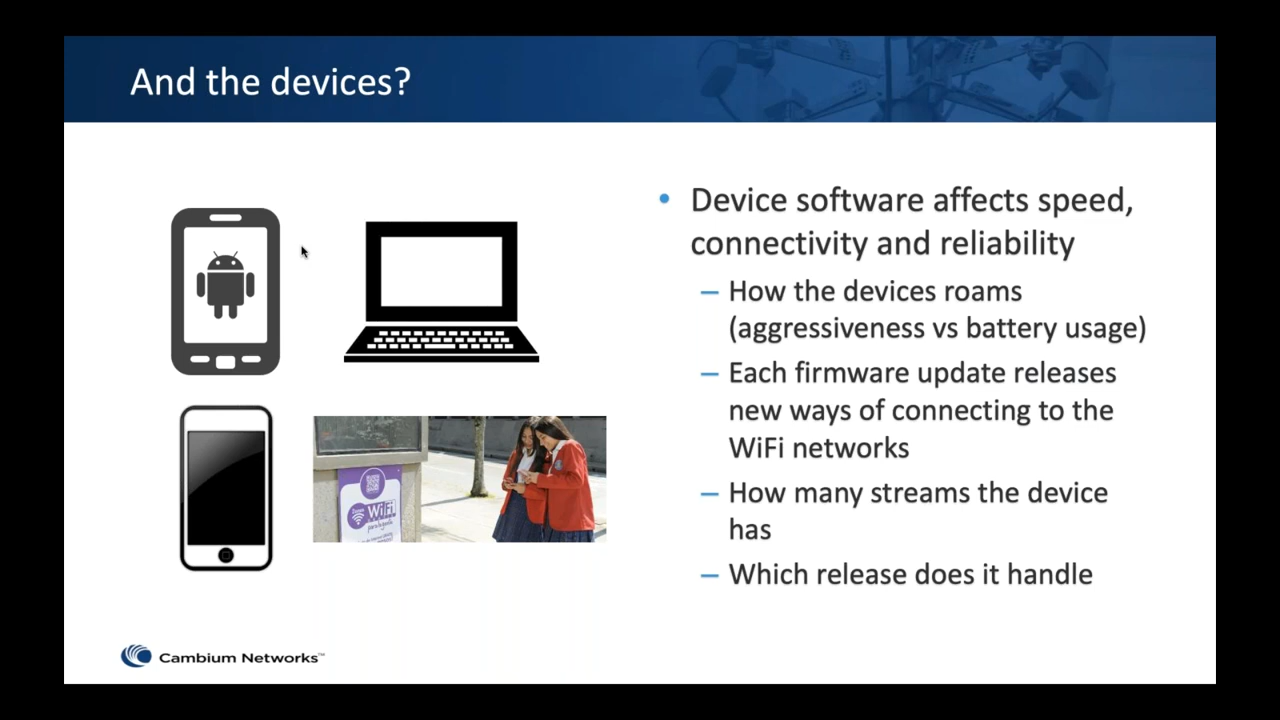 And the devices?
• Device software affects speed,
connectivity and reliability
– How the devices roams
(aggressiveness vs battery usage)
– Each firmware update releases
new ways of connecting to the
WiFi networks
– How many streams the device
has
– Which release does it handle
WiFi
Cambium Networks™